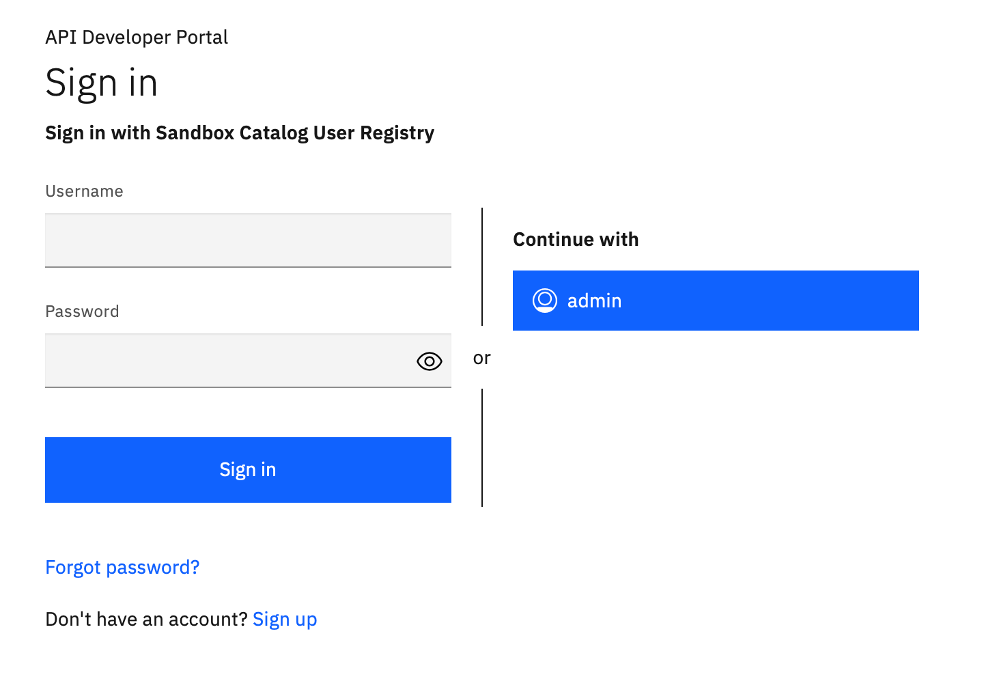 API Developer Portal
Sign in
Sign in with Sandbox Catalog User Registry
Username
Password
Sign in
or
Continue with
admin
Forgot password?
Don't have an account? Sign up